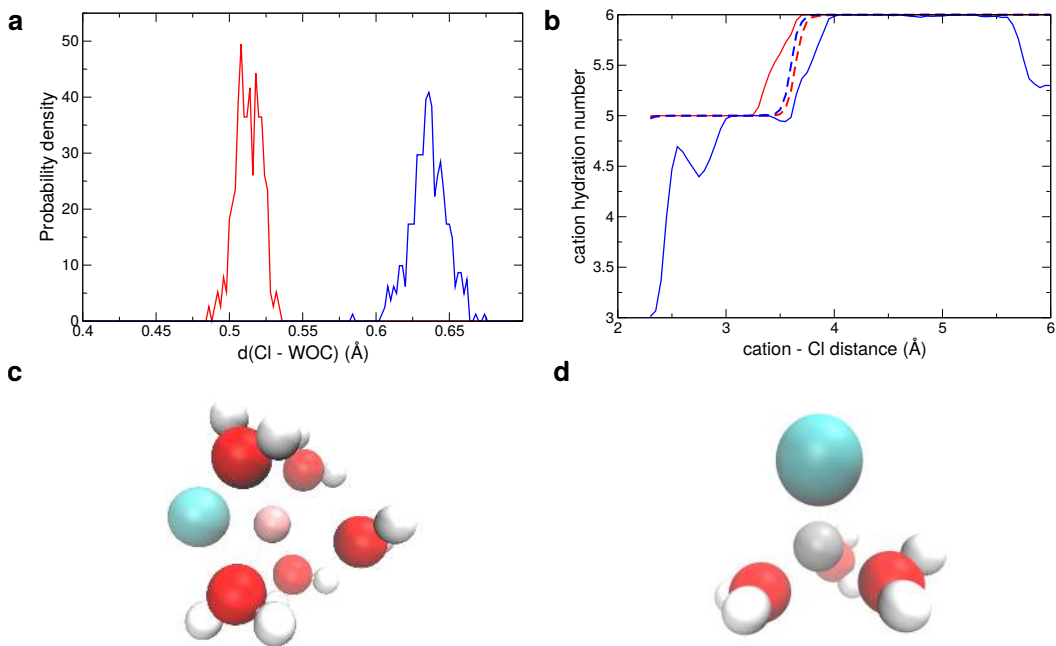 a
50
40
30
20
10
0
Probability density
0.4 0.45 0.5 0.55 0.6 0.65
d(Cl - WOC) (Å)
b
6
5.5
5
4.5
4
3.5
3
cation hydration number
2 3 4 5 6
cation - Cl distance (Å)
c
d